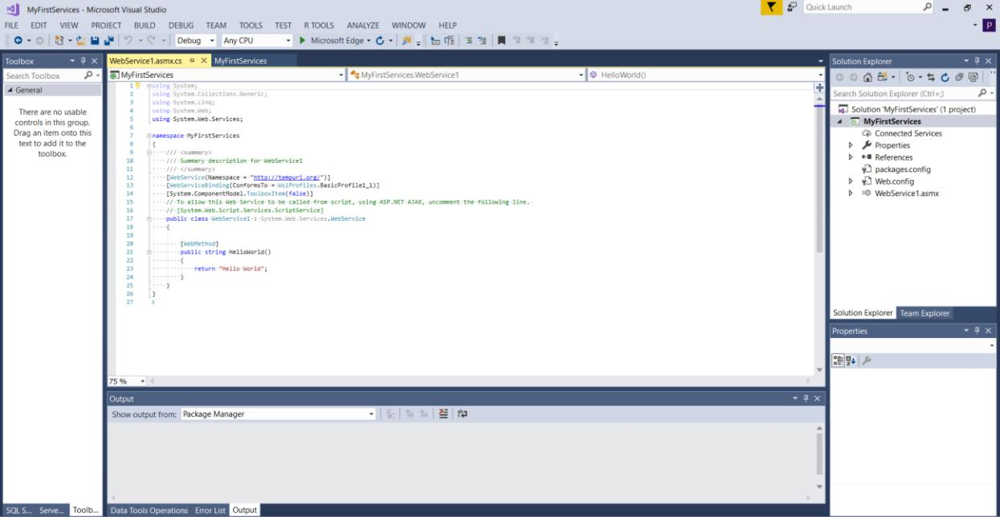 MyFirstServices - Microsoft Visual Studio
Quick Launch
FILE EDIT VIEW PROJECT BUILD DEBUG TEAM TOOLS TEST R TOOLS ANALYZE WINDOW HELP
P
Debug Any CPU Microsoft Edge
Toolbox
Search Toolbox
General
There are no usable
controls in this group.
Drag an item onto this
text to add it to the
toolbox.
SQL S... Serve... Toolb...
WebService1.asmx.cs MyFirstServices
MyFirstServices MyFirstServices.WebService1 HelloWorld()
1 using System;
2 using System.Collections.Generic;
3 using System.Linq;
4 using System.Web;
5 using System.Web.Services;
6
7 namespace MyFirstServices
8 {
9 /// <summary>
10 /// Summary description for WebService1
11 /// </summary>
12 [WebService(Namespace = "http://tempuri.org/")]
13 [WebServiceBinding(ConformsTo = WsiProfiles.BasicProfile1_1)]
14 [System.ComponentModel.ToolboxItem(false)]
15 // To allow this Web Service to be called from script, using ASP.NET AJAX, uncomment the following line.
16 // [System.Web.Script.Services.ScriptService]
17 public class WebService1 : System.Web.Services.WebService
18 {
19
20 [WebMethod]
21 public string HelloWorld()
22 {
23 return "Hello World";
24 }
25 }
26 }
27
75 %
Output
Show output from: Package Manager
Data Tools Operations Error List Output
Solution Explorer
Search Solution Explorer (Ctrl+;)
Solution 'MyFirstServices' (1 project)
MyFirstServices
Connected Services
Properties
References
packages.config
Web.config
WebService1.asmx
Solution Explorer Team Explorer
Properties